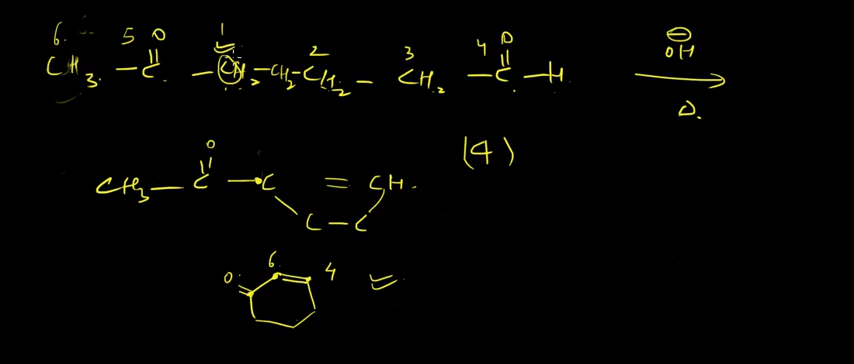 6. 5 O 1 2 3 4 O ⊖
CH3 — C — CH2 — CH2 — CH2 — CH2 — C — H OH
Δ.
O (4)
CH3 — C — C = CH.
C — C
6
O 4